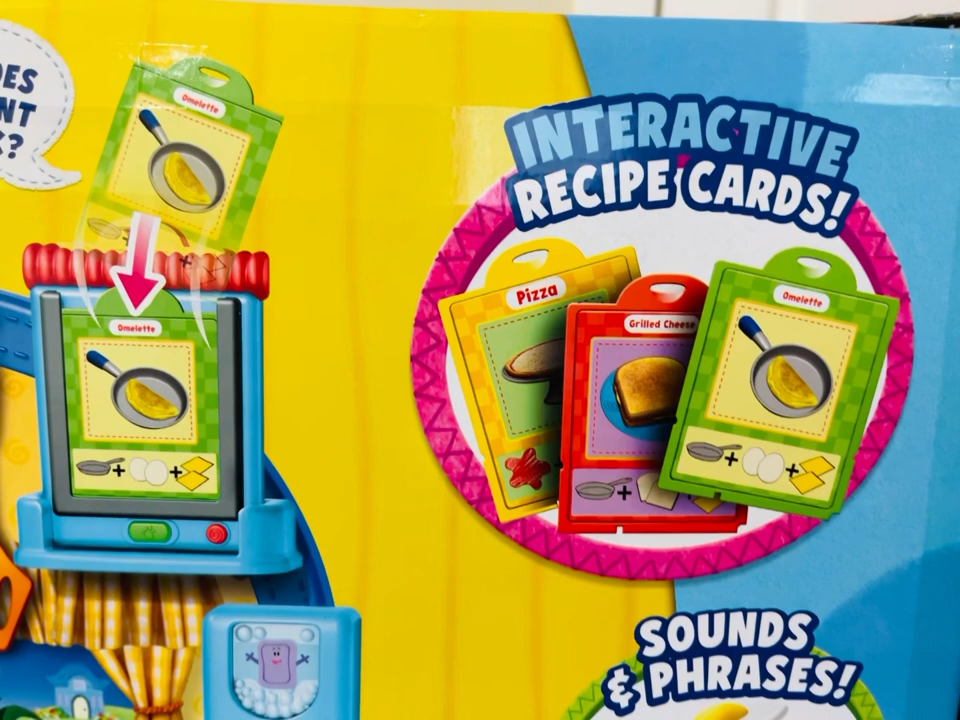 Omelette
Omelette
INTERACTIVE
RECIPE CARDS!
Pizza
Grilled Cheese
Omelette
+ +
+
+ +
SOUNDS
& PHRASES!